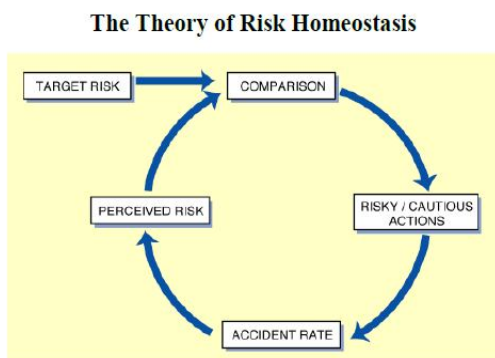 The Theory of Risk Homeostasis
TARGET RISK
COMPARISON
PERCEIVED RISK
RISKY / CAUTIOUS
ACTIONS
ACCIDENT RATE